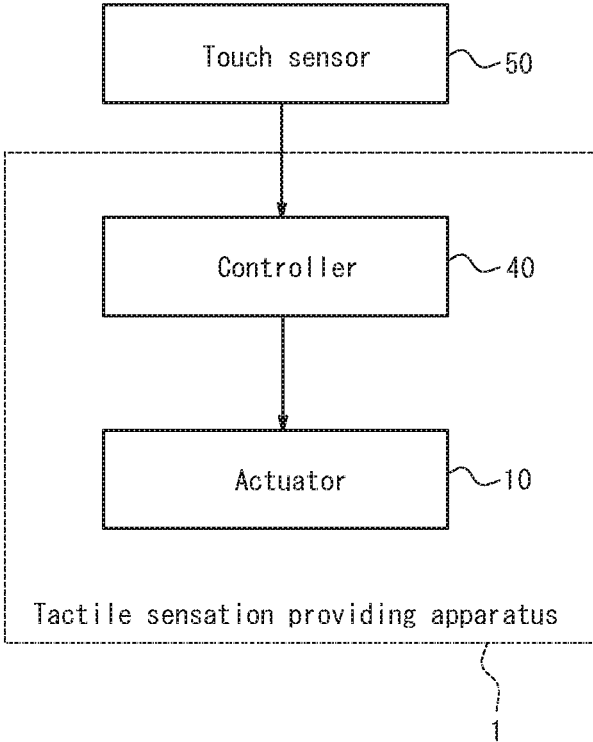 Touch sensor
50
Controller
40
Actuator
10
Tactile sensation providing apparatus
1